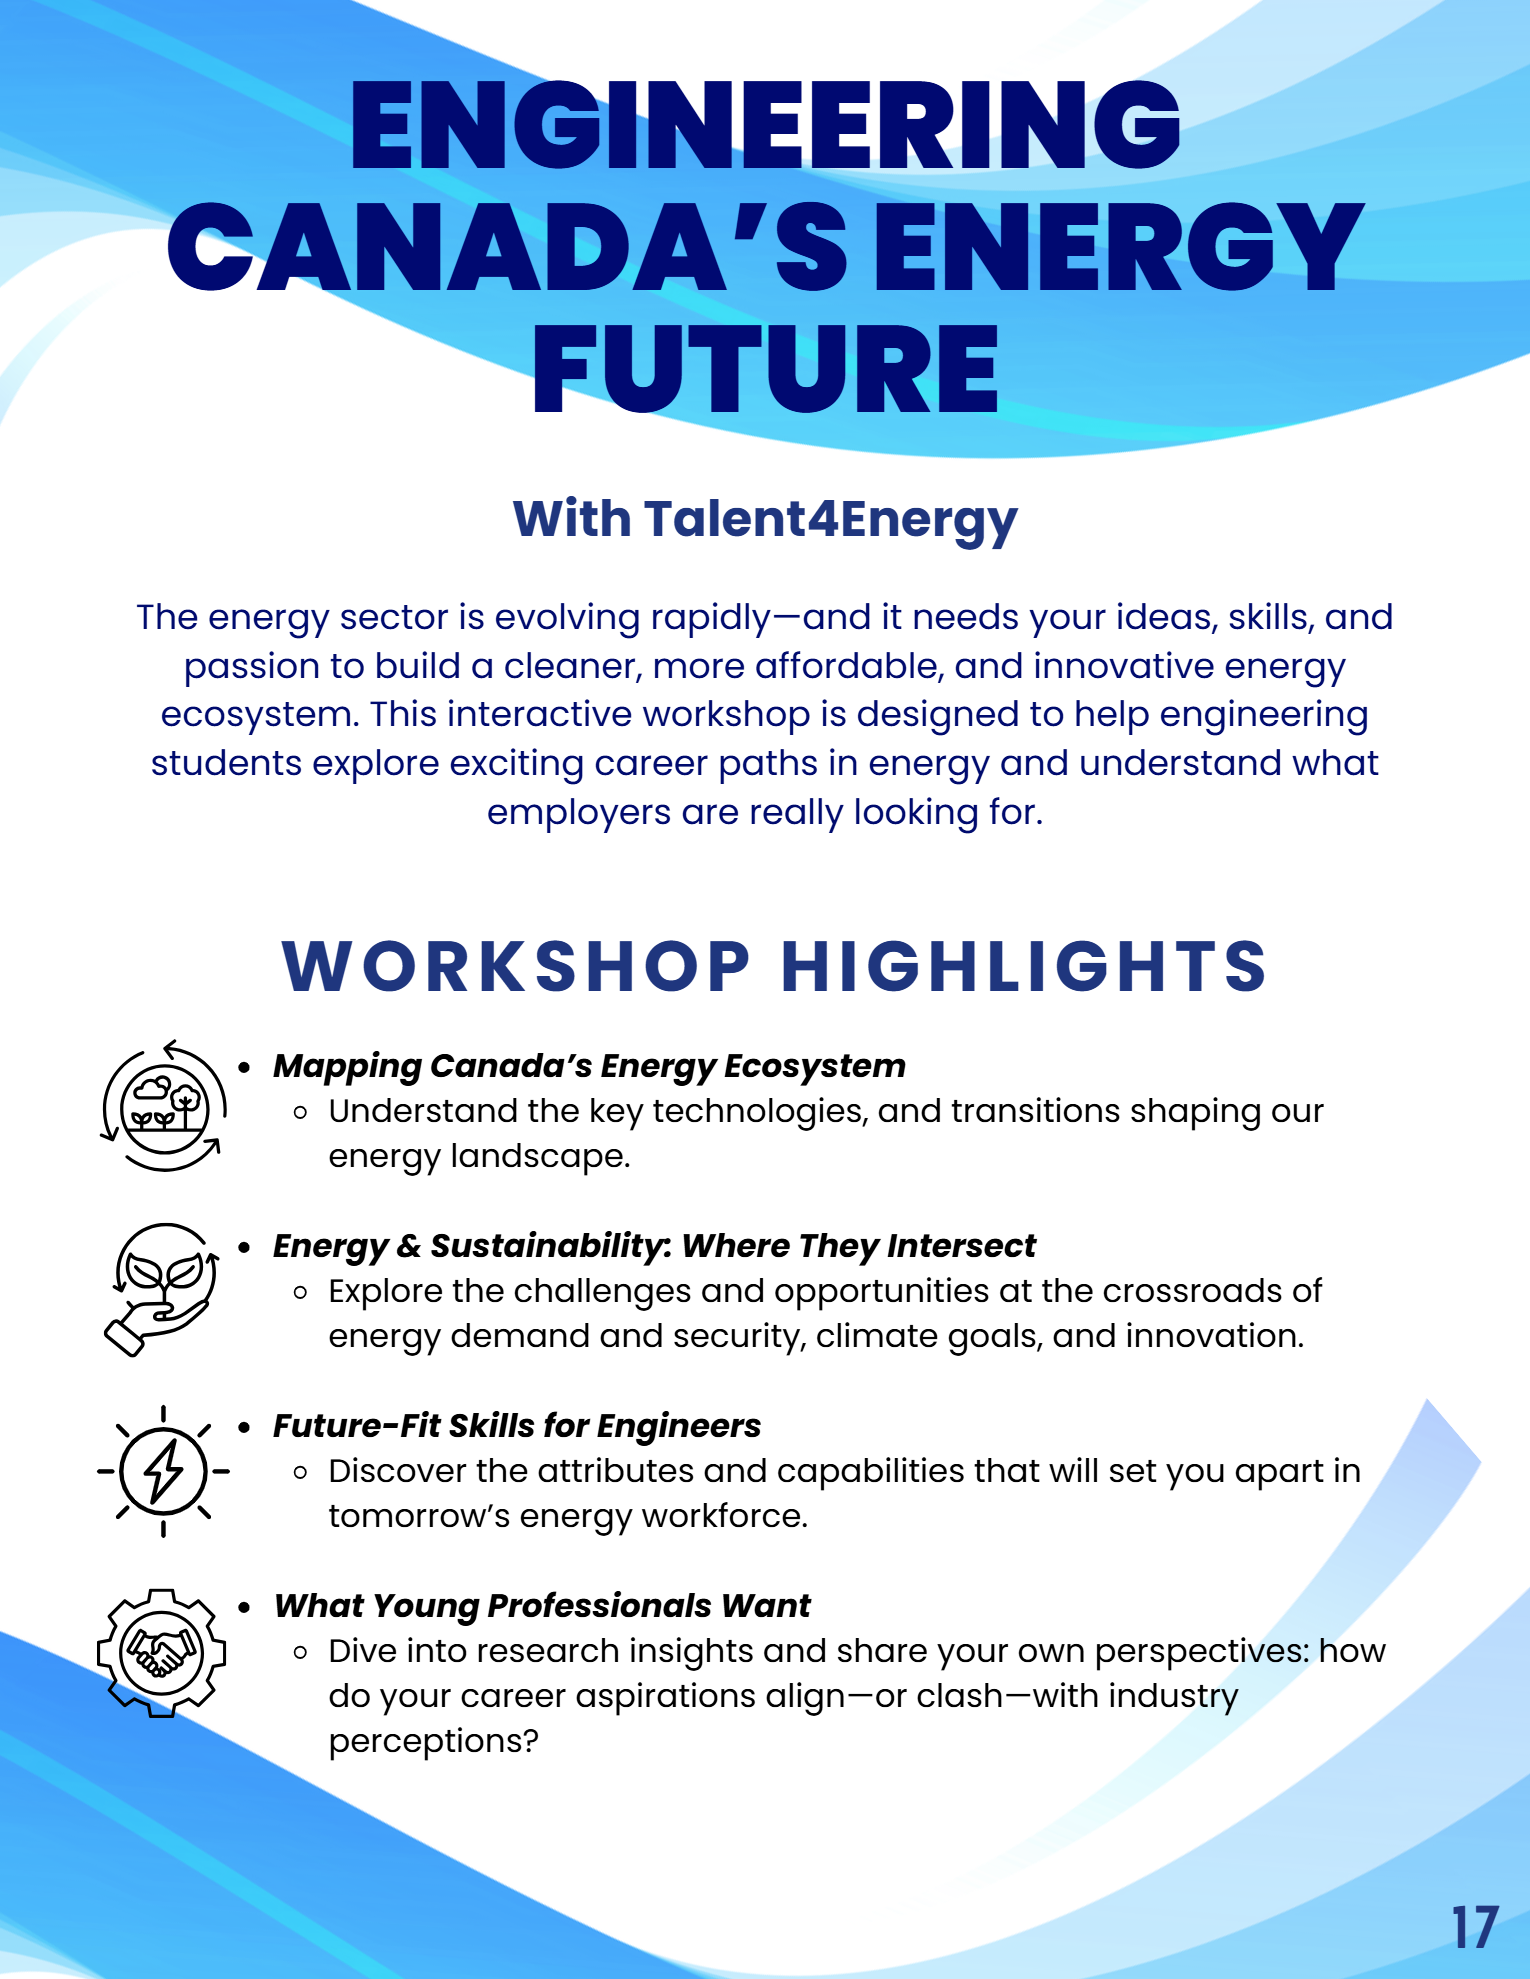 ENGINEERING
CANADA’S ENERGY
FUTURE
With Talent4Energy
The energy sector is evolving rapidly—and it needs your ideas, skills, and
passion to build a cleaner, more affordable, and innovative energy
ecosystem. This interactive workshop is designed to help engineering
students explore exciting career paths in energy and understand what
employers are really looking for.
WORKSHOP HIGHLIGHTS
• Mapping Canada’s Energy Ecosystem
◦ Understand the key technologies, and transitions shaping our
energy landscape.
• Energy & Sustainability: Where They Intersect
◦ Explore the challenges and opportunities at the crossroads of
energy demand and security, climate goals, and innovation.
• Future-Fit Skills for Engineers
◦ Discover the attributes and capabilities that will set you apart in
tomorrow’s energy workforce.
• What Young Professionals Want
◦ Dive into research insights and share your own perspectives: how
do your career aspirations align—or clash—with industry
perceptions?
17